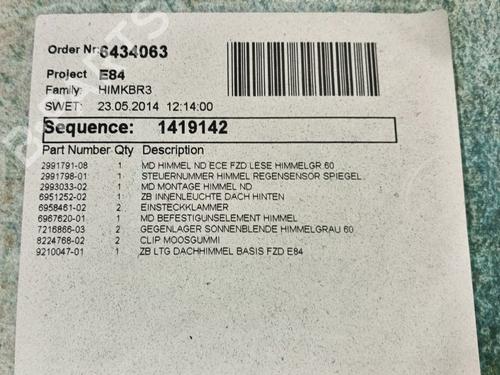 Order Nr: 6434063
Project E84
Family: HIMKBR3
SWET: 23.05.2014 12:14:00
Sequence: 1419142
Part Number Qty Description
2991791-08 1 MD HIMMEL ND ECE FZD LESE HIMMELGR 60
2991798-01 1 STEUERNUMMER HIMMEL REGENSENSOR SPIEGEL
2993033-02 1 MD MONTAGE HIMMEL ND
6951252-02 1 ZB INNENLEUCHTE DACH HINTEN
6958461-02 2 EINSTECKKLAMMER
6967620-01 1 MD BEFESTIGUNSELEMENT HIMMEL
7216866-03 2 GEGENLAGER SONNENBLENDE HIMMELGRAU 60
8224768-02 2 CLIP MOOSGUMMI
9210047-01 1 ZB LTG DACHHIMMEL BASIS FZD E84